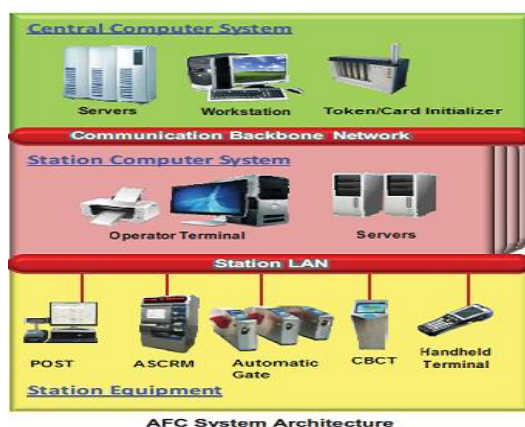 Central Computer System
Servers
Workstation
Token/Card Initializer
Communication Backbone Network
Station Computer System
Operator Terminal
Servers
Station LAN
POST
ASCRM
Automatic
Gate
CBCT
Handheld
Terminal
Station Equipment
AFC System Architecture